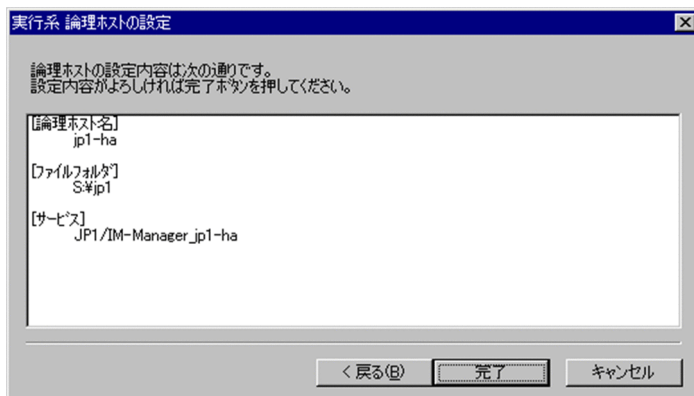 実行系 論理ホストの設定
論理ホストの設定内容は次の通りです。
設定内容がよろしければ完了ボタンを押してください。
[論理ホスト名]
jp1-ha
[ファイルフォルダ]
S:¥jp1
[サービス]
JP1/IM-Manager_jp1-ha
< 戻る(B)
完了
キャンセル